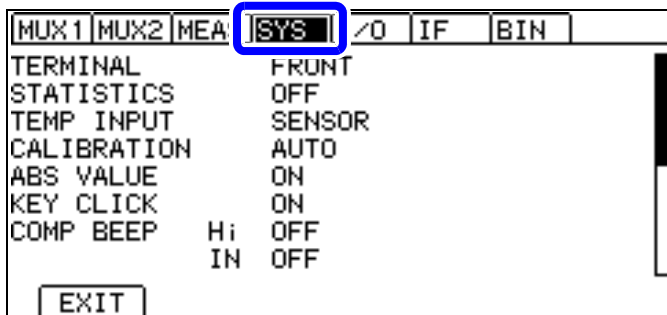 MUX1 MUX2 MEA SYS /O IF BIN
TERMINAL FRONT
STATISTICS OFF
TEMP INPUT SENSOR
CALIBRATION AUTO
ABS VALUE ON
KEY CLICK ON
COMP BEEP Hi OFF
IN OFF
EXIT